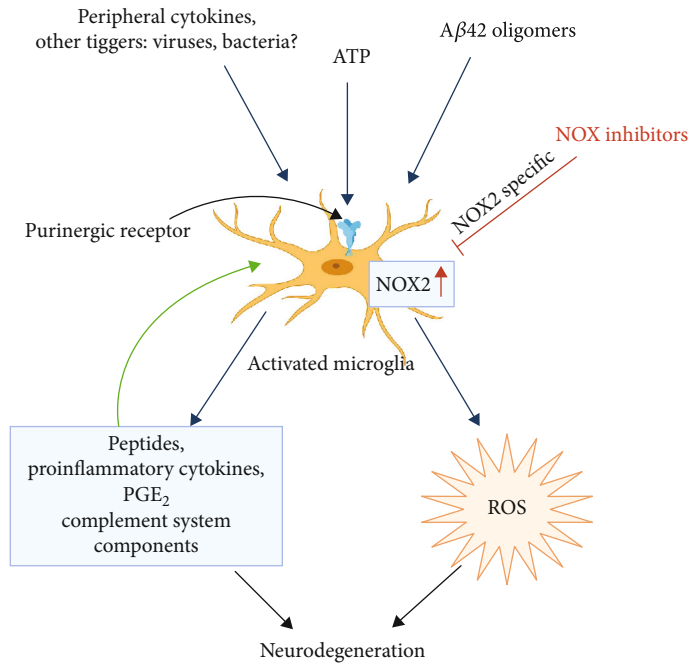 Peripheral cytokines,
other tiggers: viruses, bacteria?
ATP
Aβ42 oligomers
NOX inhibitors
NOX2 specific
Purinergic receptor
NOX2
Activated microglia
Peptides,
proinflammatory cytokines,
PGE₂
complement system
components
ROS
Neurodegeneration